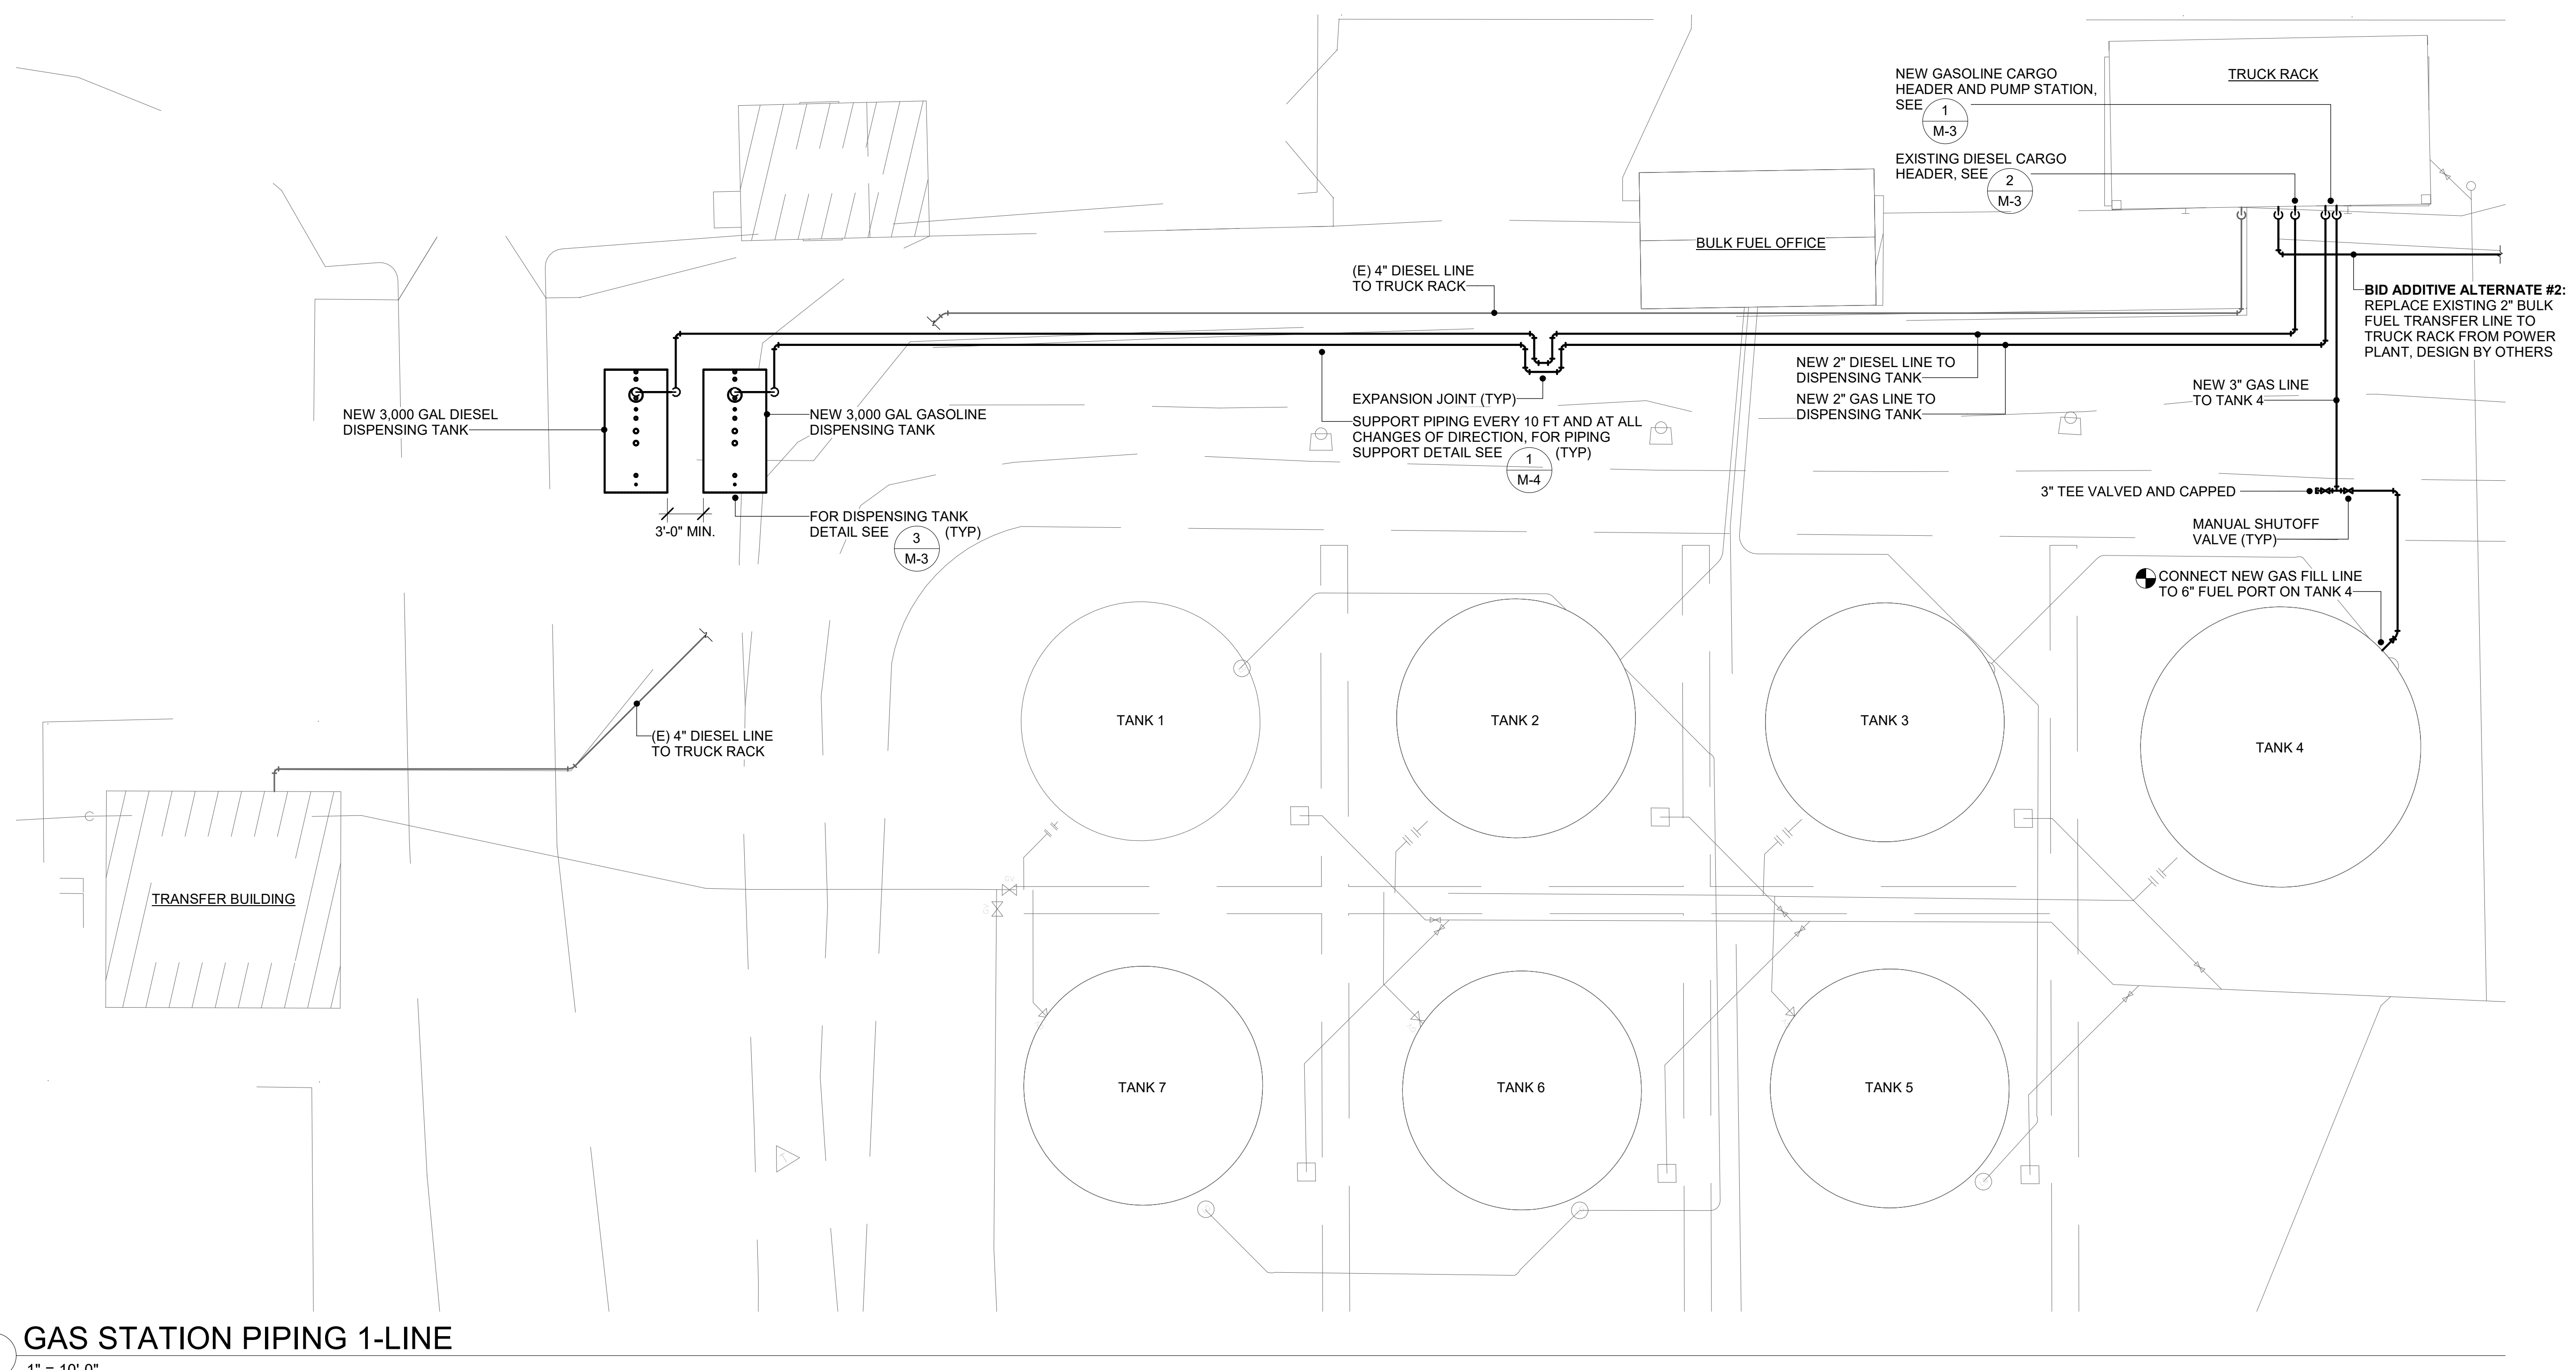 NEW GASOLINE CARGO
HEADER AND PUMP STATION,
SEE
1
M-3
TRUCK RACK
EXISTING DIESEL CARGO
HEADER, SEE
2
M-3
BULK FUEL OFFICE
(E) 4" DIESEL LINE
TO TRUCK RACK
BID ADDITIVE ALTERNATE #2:
REPLACE EXISTING 2" BULK
FUEL TRANSFER LINE TO
TRUCK RACK FROM POWER
PLANT, DESIGN BY OTHERS
NEW 2" DIESEL LINE TO
DISPENSING TANK
NEW 2" GAS LINE TO
DISPENSING TANK
NEW 3" GAS LINE
TO TANK 4
EXPANSION JOINT (TYP)
SUPPORT PIPING EVERY 10 FT AND AT ALL
CHANGES OF DIRECTION, FOR PIPING
SUPPORT DETAIL SEE
1
M-4
(TYP)
NEW 3,000 GAL DIESEL
DISPENSING TANK
NEW 3,000 GAL GASOLINE
DISPENSING TANK
3'-0" MIN.
FOR DISPENSING TANK
DETAIL SEE
3
M-3
(TYP)
3" TEE VALVED AND CAPPED
MANUAL SHUTOFF
VALVE (TYP)
CONNECT NEW GAS FILL LINE
TO 6" FUEL PORT ON TANK 4
(E) 4" DIESEL LINE
TO TRUCK RACK
TANK 1
TANK 2
TANK 3
TANK 4
TRANSFER BUILDING
TANK 7
TANK 6
TANK 5
GAS STATION PIPING 1-LINE
1" = 10'-0"